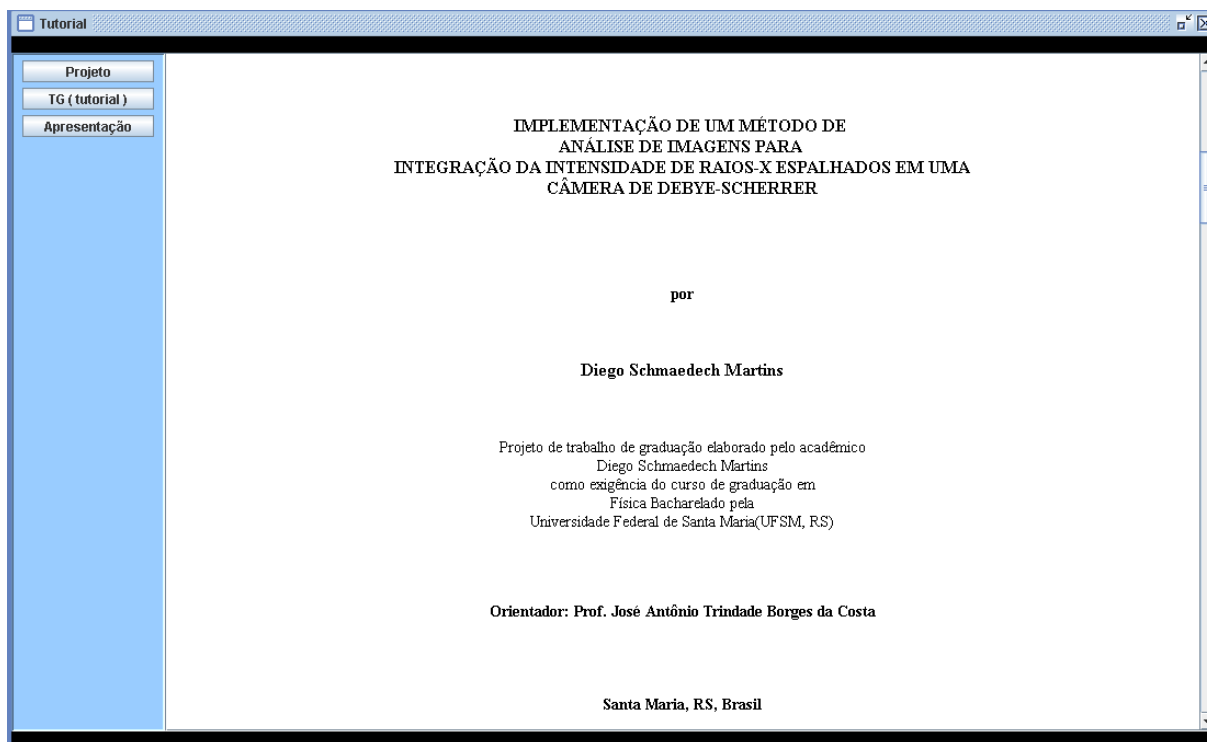 Tutorial
Projeto
TG ( tutorial )
Apresentação
IMPLEMENTAÇÃO DE UM MÉTODO DE
ANÁLISE DE IMAGENS PARA
INTEGRAÇÃO DA INTENSIDADE DE RAIOS-X ESPALHADOS EM UMA
CÂMERA DE DEBYE-SCHERRER
por
Diego Schmaedech Martins
Projeto de trabalho de graduação elaborado pelo acadêmico
Diego Schmaedech Martins
como exigência do curso de graduação em
Física Bacharelado pela
Universidade Federal de Santa Maria(UFSM, RS)
Orientador: Prof. José Antônio Trindade Borges da Costa
Santa Maria, RS, Brasil